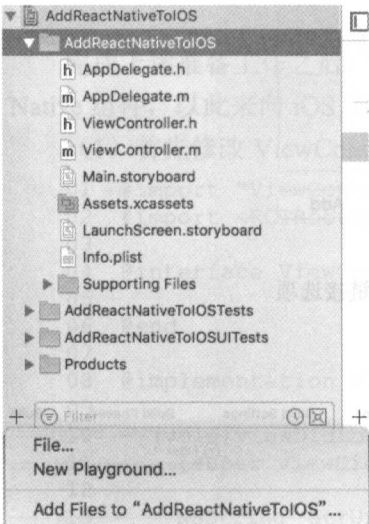 AddReactNativeToIOS
AddReactNativeToIOS
h AppDelegate.h
m AppDelegate.m
h ViewController.h
m ViewController.m
Main.storyboard
Assets.xcassets
LaunchScreen.storyboard
Info.plist
Supporting Files
AddReactNativeToIOSTests
AddReactNativeToIOSUITests
Products
+ Filter +
File...
New Playground...
Add Files to "AddReactNativeToIOS"...